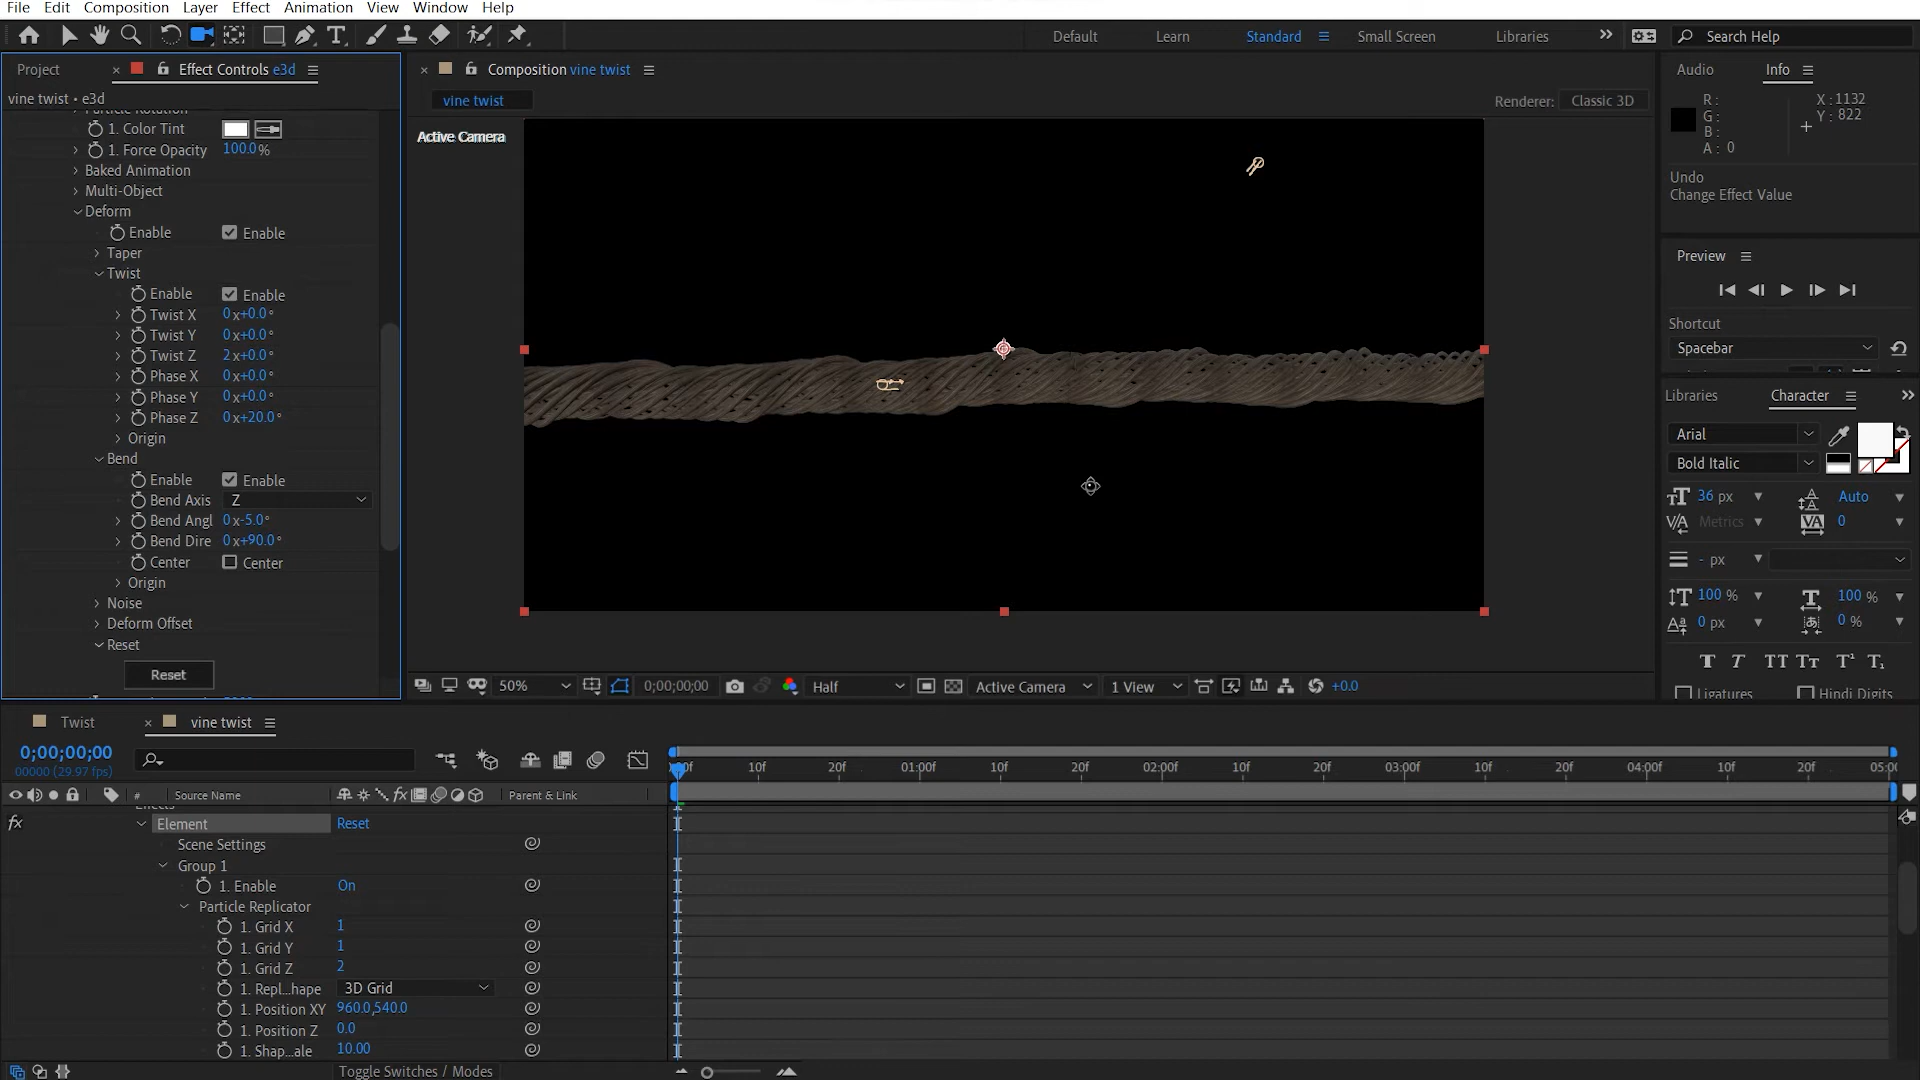 File Edit Composition Layer Effect Animation View Window Help
Default Learn Standard Small Screen Libraries Search Help
Project Effect Controls e3d
vine twist • e3d
1. Color Tint
1. Force Opacity 100.0%
Baked Animation
Multi-Object
Deform
Enable Enable
Taper
Twist
Enable Enable
Twist X 0x+0.0°
Twist Y 0x+0.0°
Twist Z 2x+0.0°
Phase X 0x+0.0°
Phase Y 0x+0.0°
Phase Z 0x+20.0°
Origin
Bend
Enable Enable
Bend Axis Z
Bend Angl 0x-5.0°
Bend Dire 0x+90.0°
Center Center
Origin
Noise
Deform Offset
Reset
Reset
Composition vine twist
vine twist
Renderer: Classic 3D
Active Camera
50% 0;00;00;00 Half Active Camera 1 View +0.0
Audio Info
R: X:1132
G: Y: 822
B:
A: 0
Undo
Change Effect Value
Preview
Shortcut
Spacebar
Libraries Character
Arial
Bold Italic
36 px Auto
Metrics 0
- px
100 % 100 %
0 px 0 %
Ligatures Hindi Digits
Twist vine twist
0;00;00;00
00000 (29.97 fps)
# Source Name Parent & Link
10f 20f 01:00f 10f 20f 02:00f 10f 20f 03:00f 10f 20f 04:00f 10f 20f
Effects
fx Element Reset
Scene Settings
Group 1
1. Enable On
Particle Replicator
1. Grid X 1
1. Grid Y 1
1. Grid Z 2
1. Repl...hape 3D Grid
1. Position XY 960.0,540.0
1. Position Z 0.0
1. Shap...ale 10.00
Toggle Switches / Modes